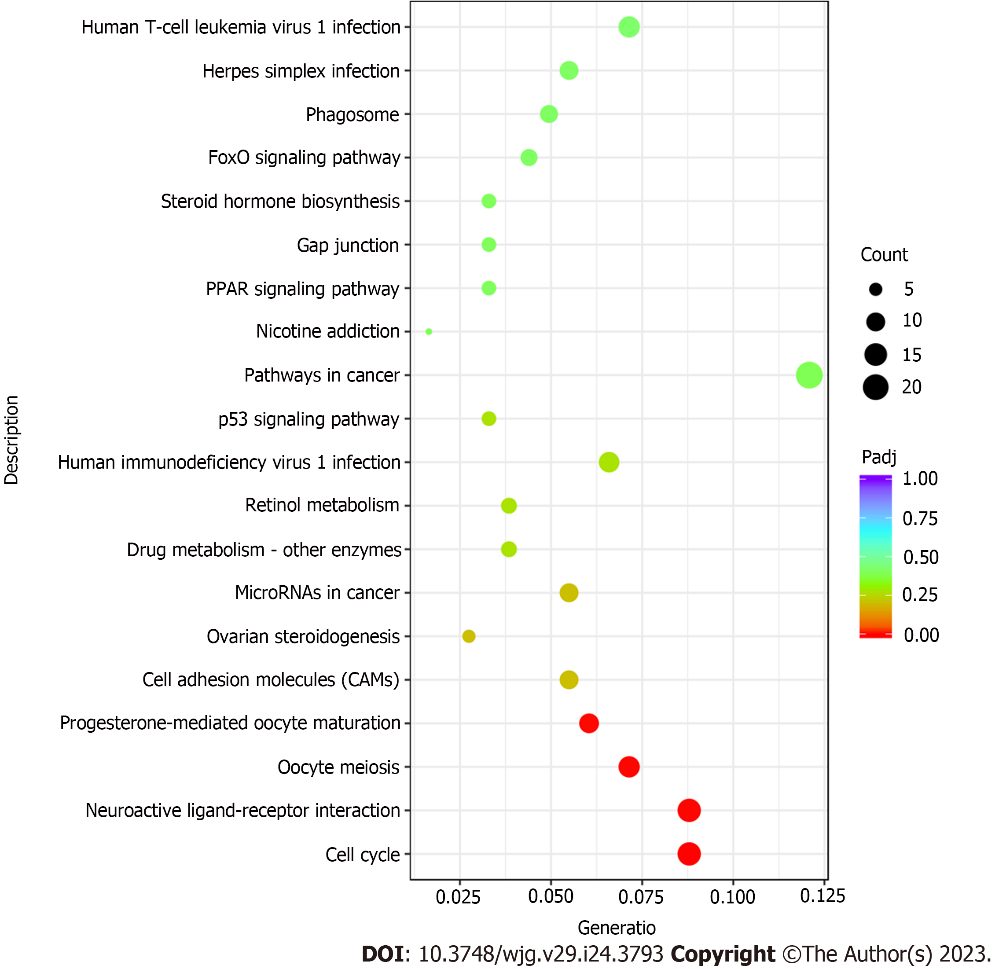 Human T-cell leukemia virus 1 infection
Herpes simplex infection
Phagosome
FoxO signaling pathway
Steroid hormone biosynthesis
Gap junction
PPAR signaling pathway
Nicotine addiction
Pathways in cancer
p53 signaling pathway
Human immunodeficiency virus 1 infection
Retinol metabolism
Drug metabolism - other enzymes
MicroRNAs in cancer
Ovarian steroidogenesis
Cell adhesion molecules (CAMs)
Progesterone-mediated oocyte maturation
Oocyte meiosis
Neuroactive ligand-receptor interaction
Cell cycle
Description
0.025 0.050 0.075 0.100 0.125
Generatio
Count
5
10
15
20
Padj
1.00
0.75
0.50
0.25
0.00
DOI: 10.3748/wjg.v29.i24.3793 Copyright ©The Author(s) 2023.